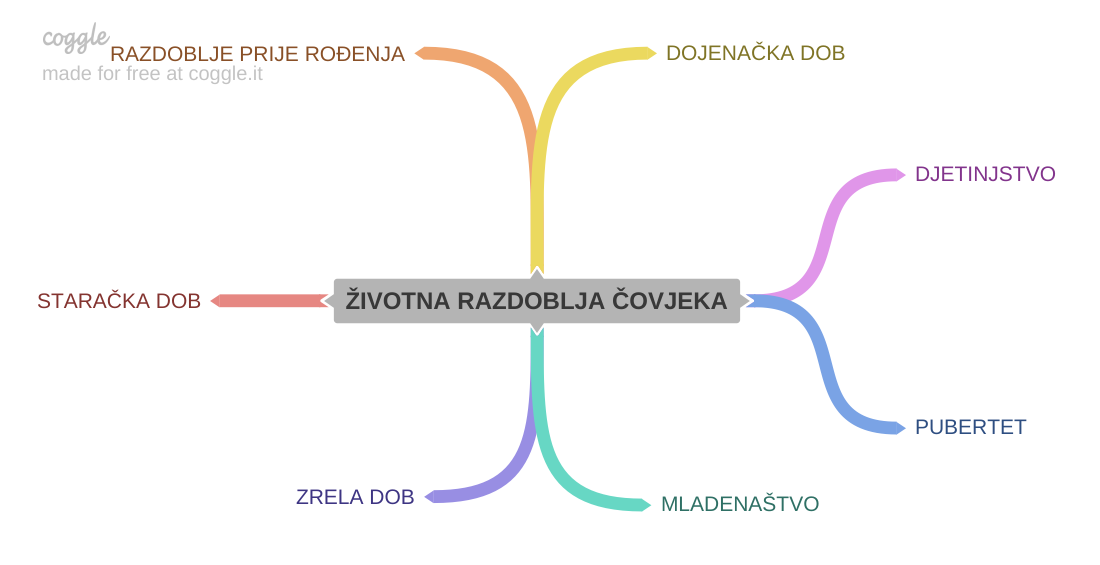 coggle
made for free at coggle.it
RAZDOBLJE PRIJE ROĐENJA
DOJENAČKA DOB
DJETINJSTVO
STARAČKA DOB
ŽIVOTNA RAZDOBLJA ČOVJEKA
PUBERTET
ZRELA DOB
MLADENAŠTVO